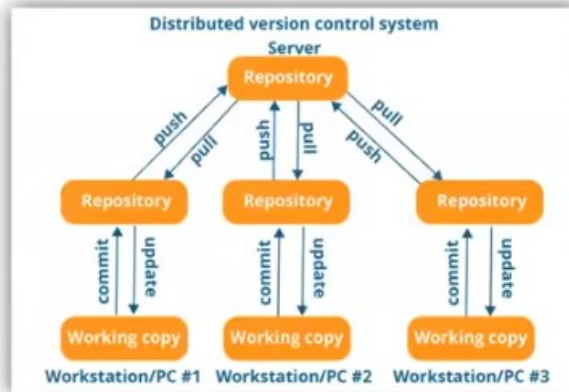 Distributed version control system
Server
Repository
push
pull
push
pull
push
pull
Repository
Repository
Repository
commit
update
commit
update
commit
update
Working copy
Working copy
Working copy
Workstation/PC #1
Workstation/PC #2
Workstation/PC #3